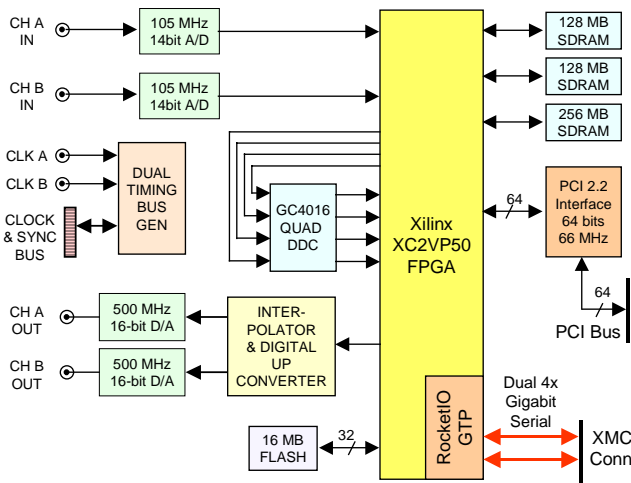 CH A
IN
105 MHz
14bit A/D
CH B
IN
105 MHz
14bit A/D
CLK A
CLK B
CLOCK
& SYNC
BUS
DUAL
TIMING
BUS
GEN
GC4016
QUAD
DDC
Xilinx
XC2VP50
FPGA
128 MB
SDRAM
128 MB
SDRAM
256 MB
SDRAM
64
PCI 2.2
Interface
64 bits
66 MHz
64
PCI Bus
CH A
OUT
500 MHz
16-bit D/A
CH B
OUT
500 MHz
16-bit D/A
INTER-
POLATOR
& DIGITAL
UP
CONVERTER
16 MB
FLASH
32
RocketIO
GTP
Dual 4x
Gigabit
Serial
XMC
Conn